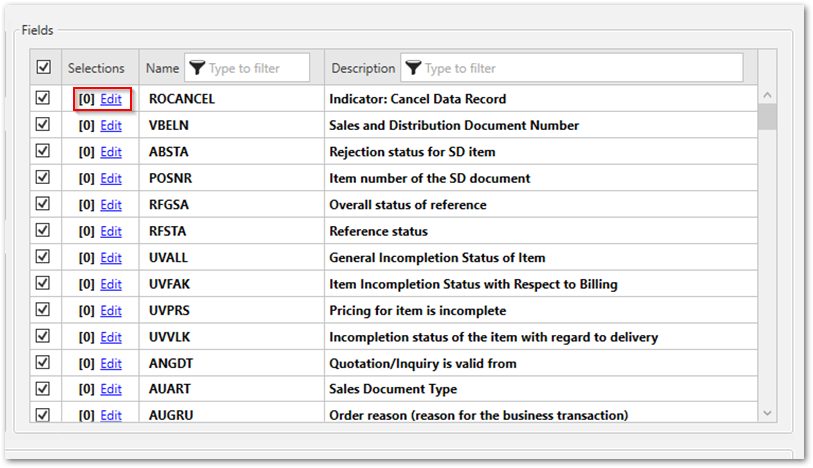 Fields
Selections Name Type to filter Description Type to filter
[0] Edit ROCANCEL Indicator: Cancel Data Record
[0] Edit VBELN Sales and Distribution Document Number
[0] Edit ABSTA Rejection status for SD item
[0] Edit POSNR Item number of the SD document
[0] Edit RFGSA Overall status of reference
[0] Edit RFSTA Reference status
[0] Edit UVALL General Incompletion Status of Item
[0] Edit UVFAK Item Incompletion Status with Respect to Billing
[0] Edit UVPRS Pricing for item is incomplete
[0] Edit UVVLK Incompletion status of the item with regard to delivery
[0] Edit ANGDT Quotation/Inquiry is valid from
[0] Edit AUART Sales Document Type
[0] Edit AUGRU Order reason (reason for the business transaction)